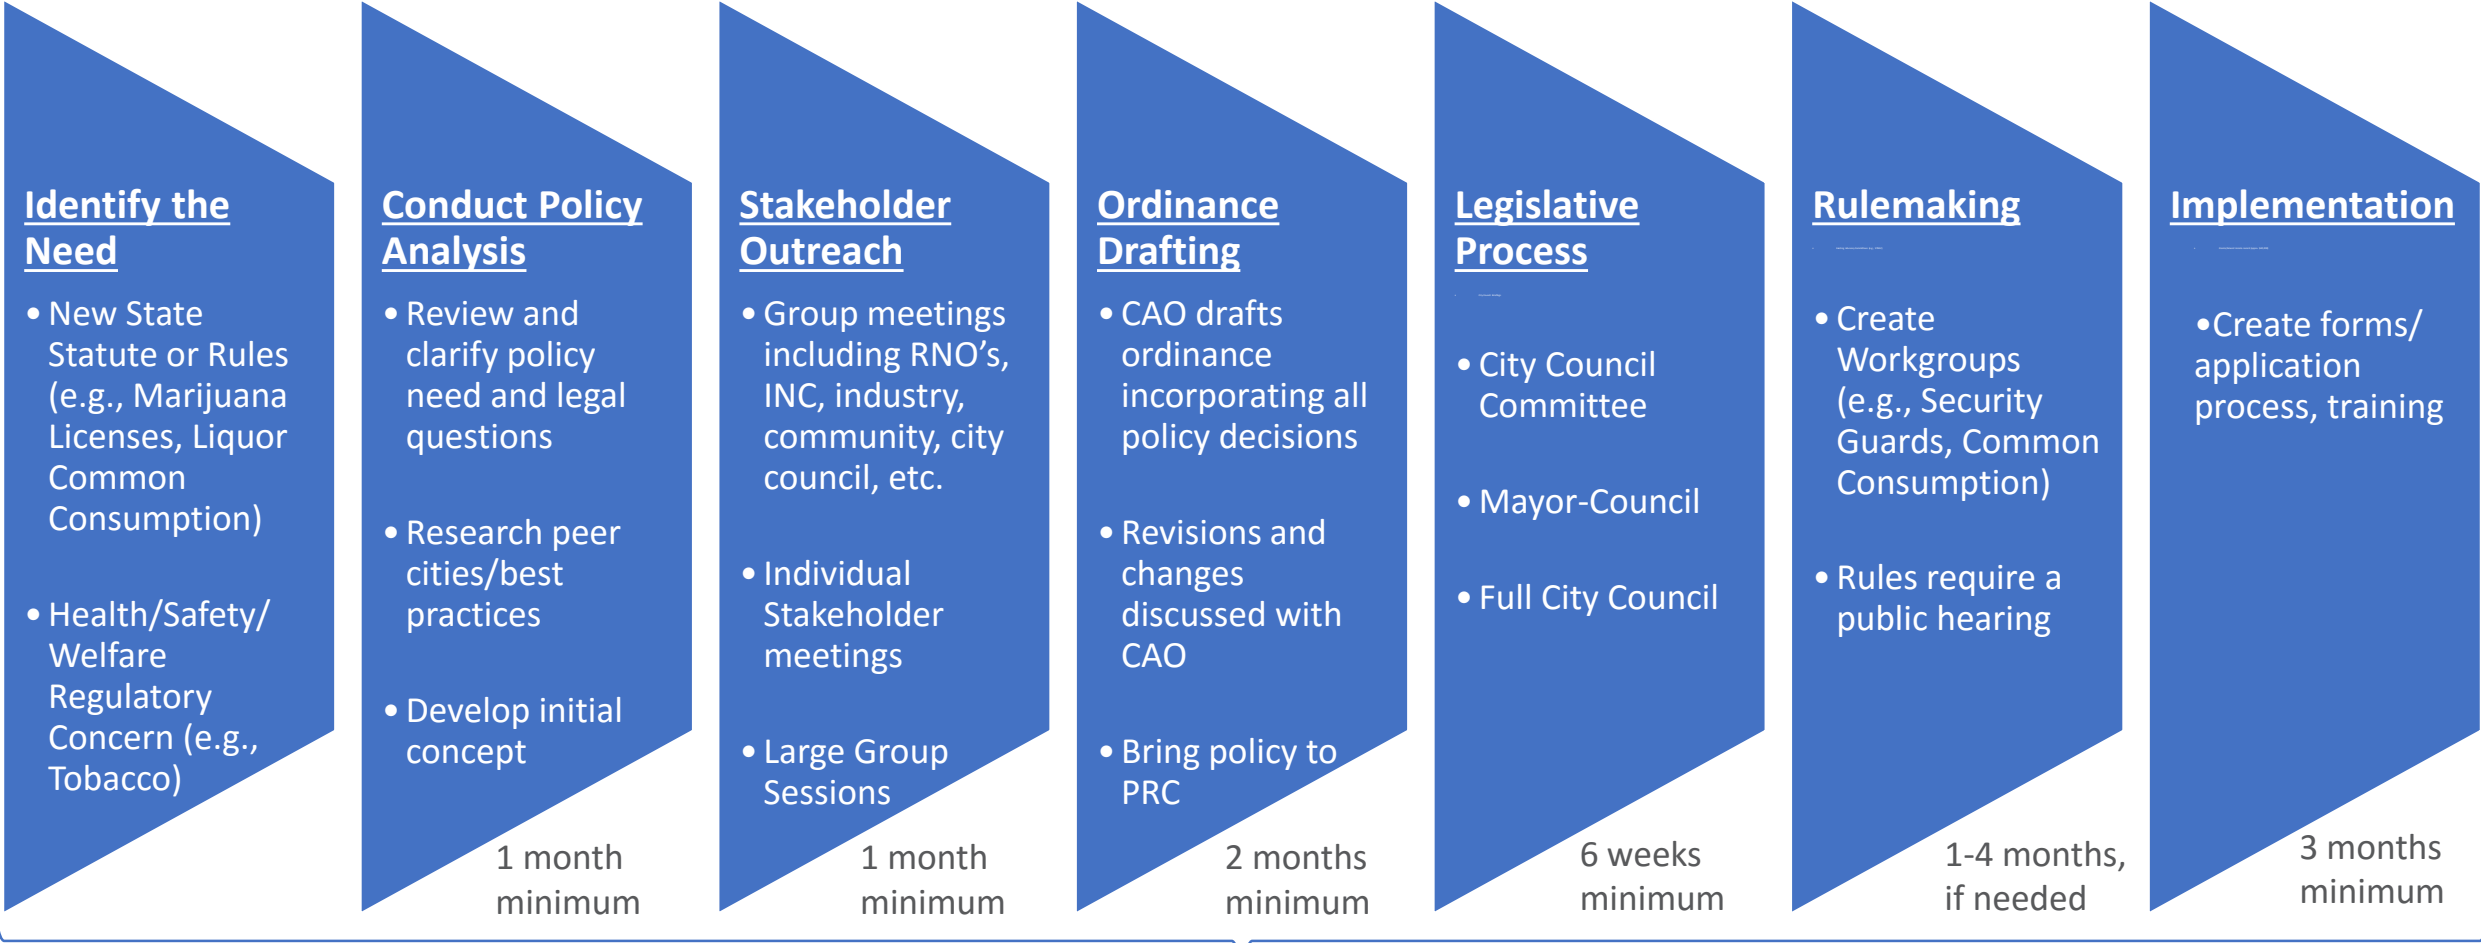 Identify the
Need
• New State
Statute or Rules
(e.g., Marijuana
Licenses, Liquor
Common
Consumption)
• Health/Safety/
Welfare
Regulatory
Concern (e.g.,
Tobacco)
Conduct Policy
Analysis
• Review and
clarify policy
need and legal
questions
• Research peer
cities/best
practices
• Develop initial
concept
1 month
minimum
Stakeholder
Outreach
• Group meetings
including RNO’s,
INC, industry,
community, city
council, etc.
• Individual
Stakeholder
meetings
• Large Group
Sessions
1 month
minimum
Ordinance
Drafting
• CAO drafts
ordinance
incorporating all
policy decisions
• Revisions and
changes
discussed with
CAO
• Bring policy to
PRC
2 months
minimum
Legislative
Process
• City Council
Committee
• Mayor-Council
• Full City Council
6 weeks
minimum
Rulemaking
• Create
Workgroups
(e.g., Security
Guards, Common
Consumption)
• Rules require a
public hearing
1-4 months,
if needed
Implementation
•Create forms/
application
process, training
3 months
minimum